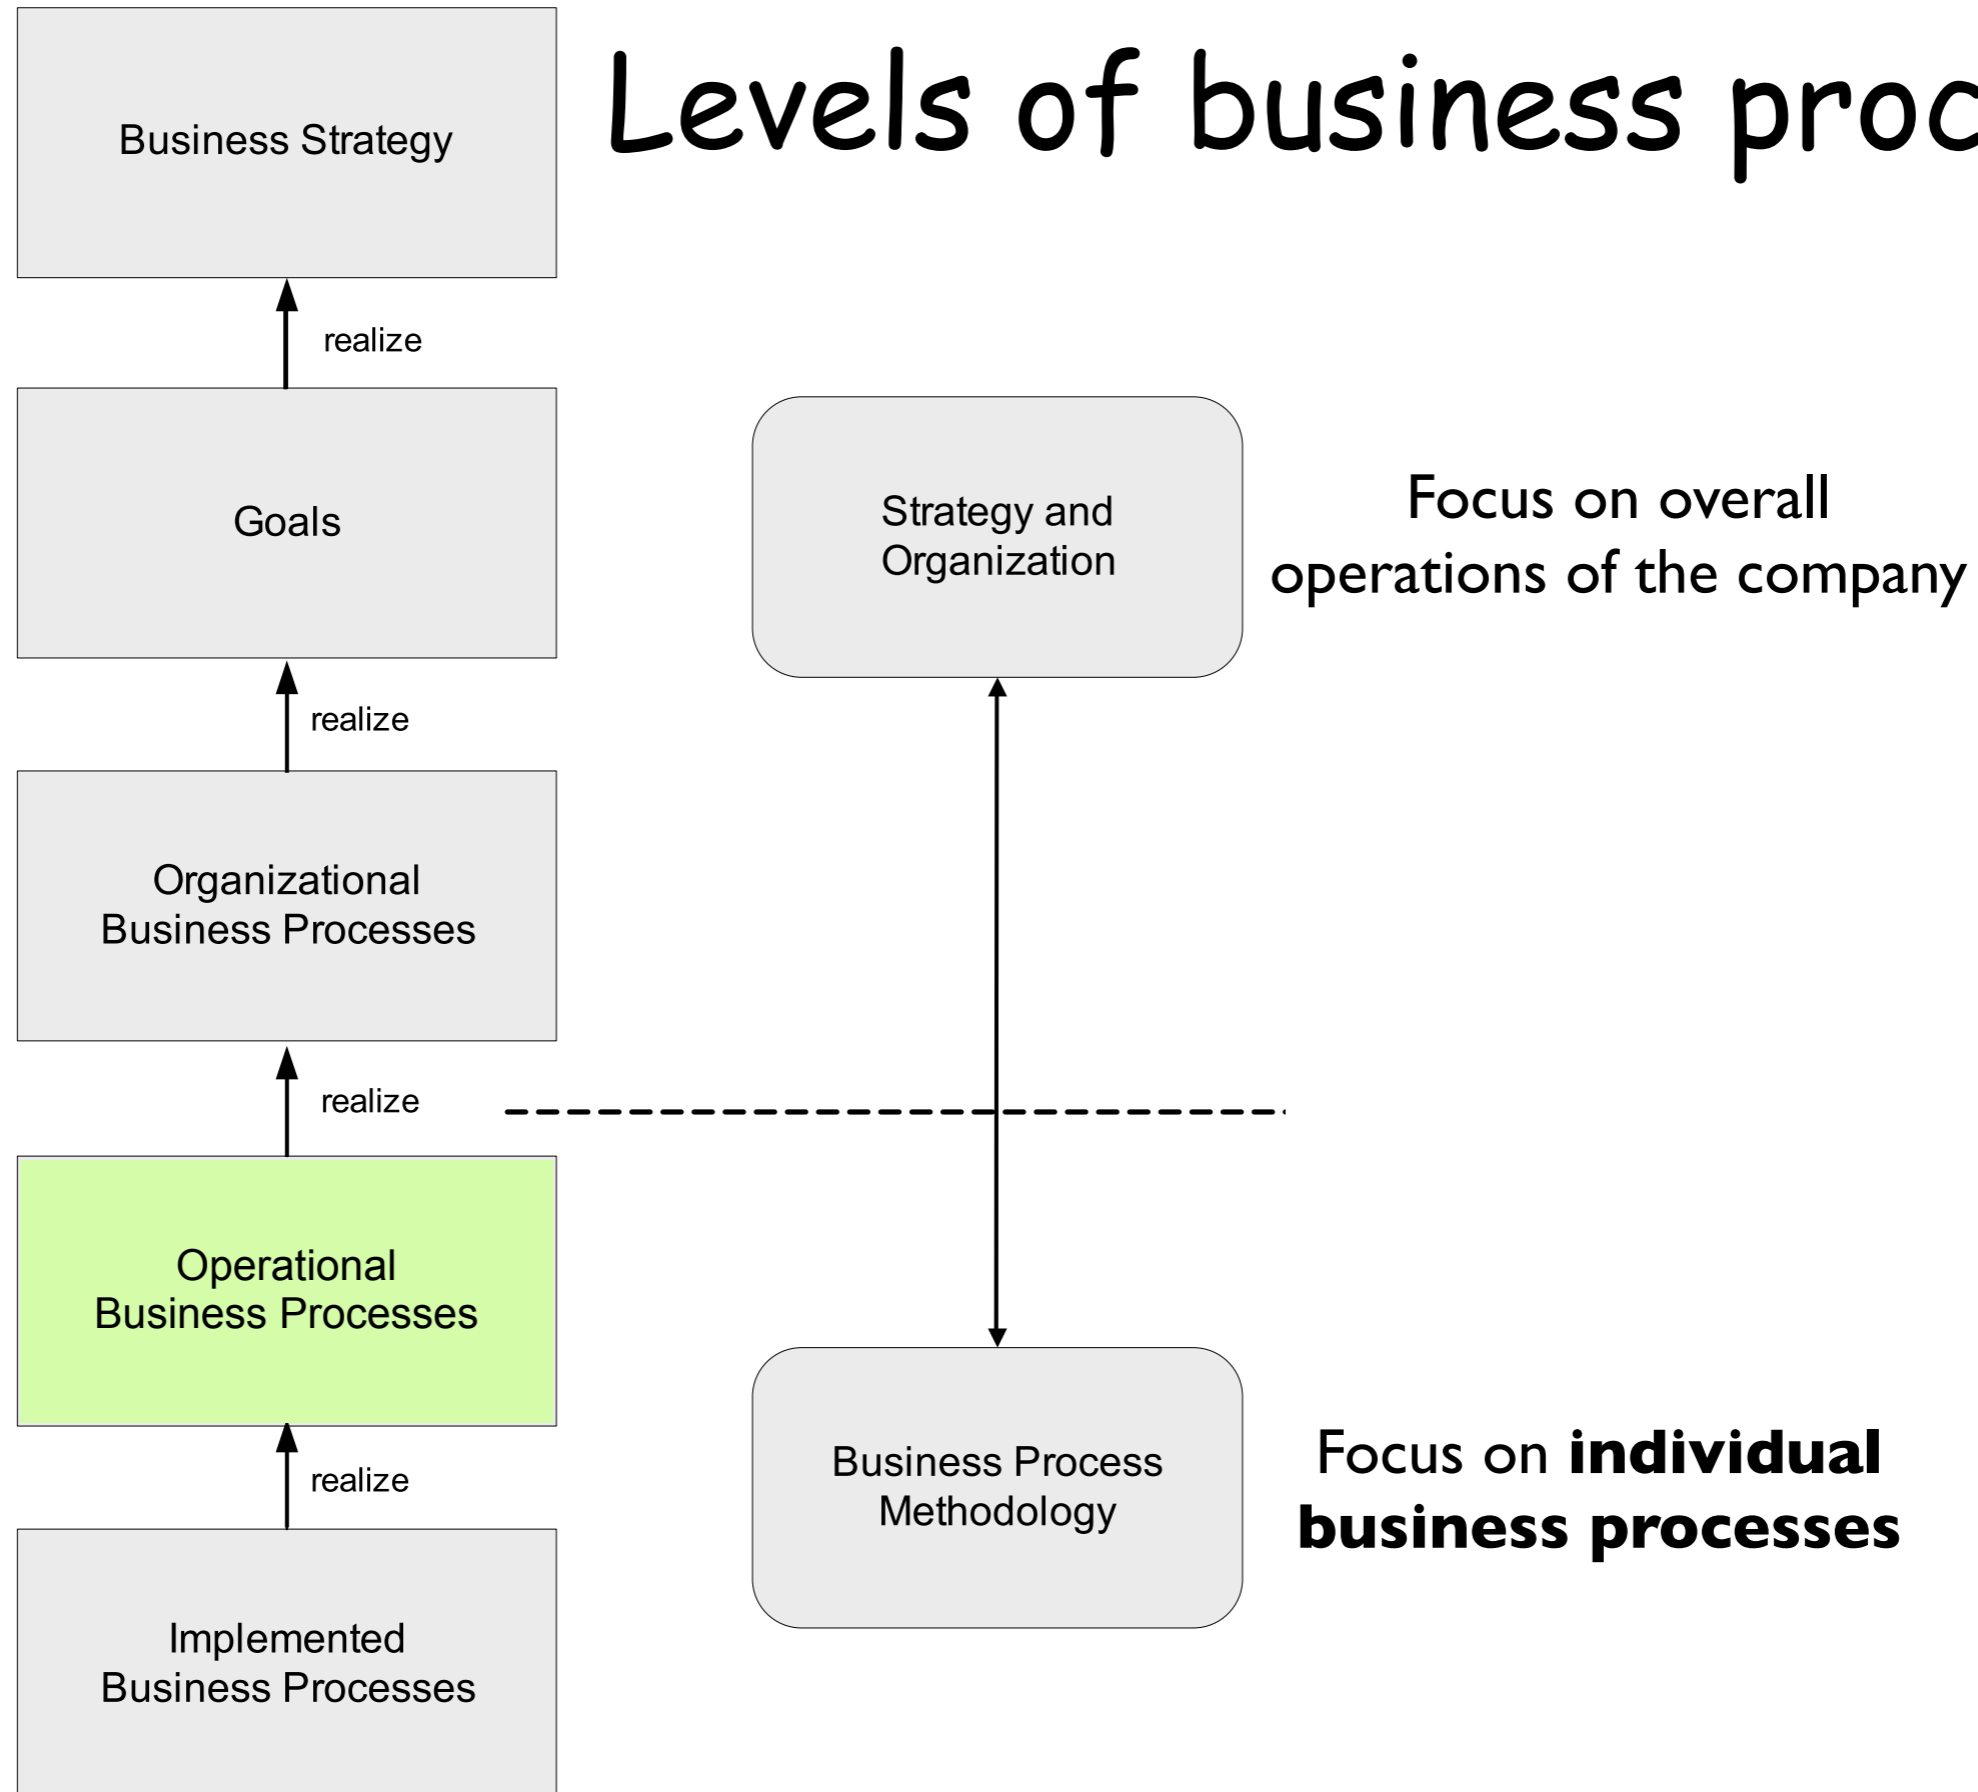 Levels of business proc
Business Strategy
realize
Goals
Strategy and
Organization
Focus on overall
operations of the company
realize
Organizational
Business Processes
realize
Operational
Business Processes
Business Process
Methodology
Focus on individual
business processes
realize
Implemented
Business Processes